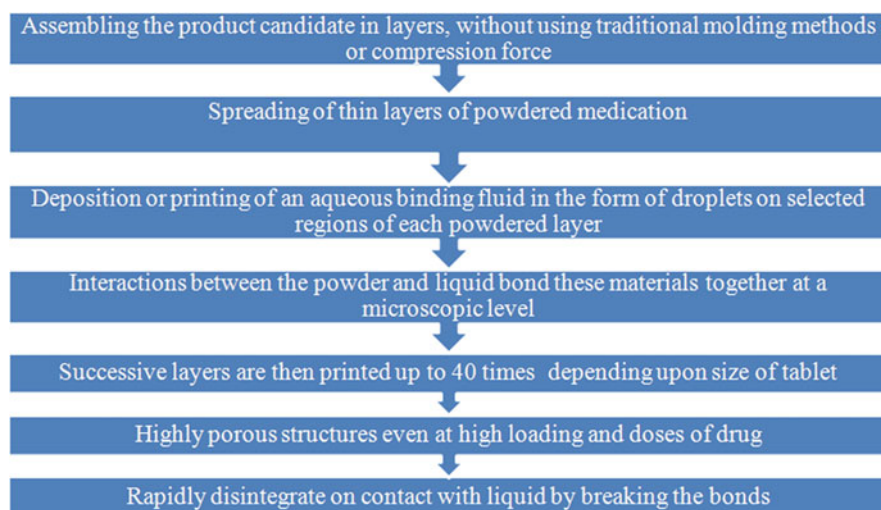 Assembling the product candidate in layers, without using traditional molding methods
or compression force
Spreading of thin layers of powdered medication
Deposition or printing of an aqueous binding fluid in the form of droplets on selected
regions of each powdered layer
Interactions between the powder and liquid bond these materials together at a
microscopic level
Successive layers are then printed up to 40 times depending upon size of tablet
Highly porous structures even at high loading and doses of drug
Rapidly disintegrate on contact with liquid by breaking the bonds